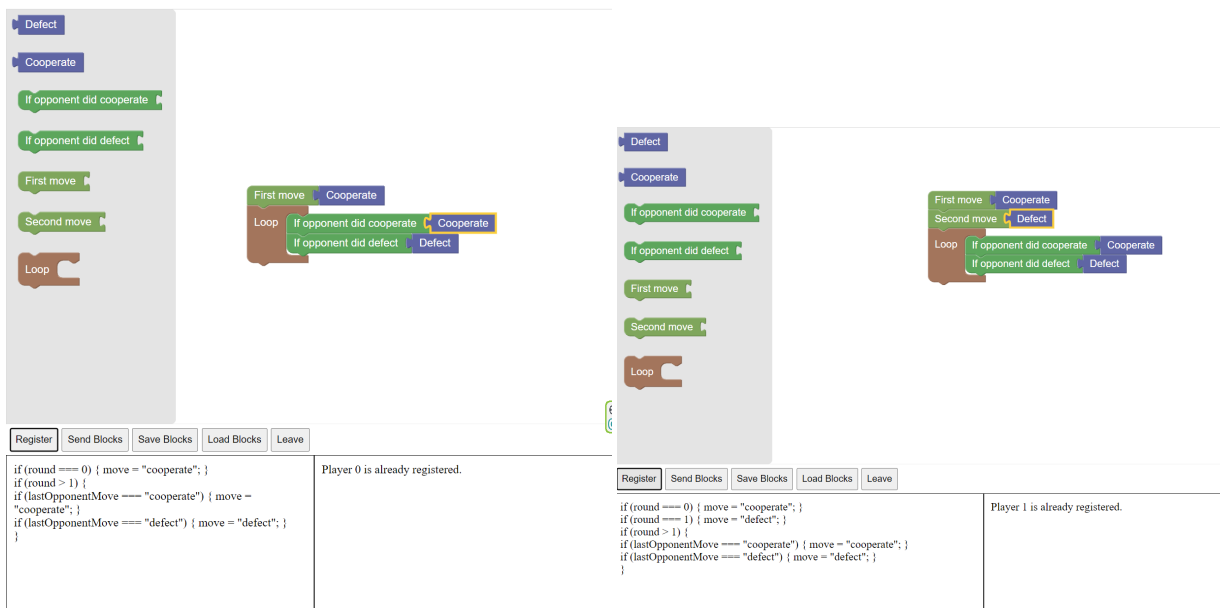 Defect
Cooperate
If opponent did cooperate
If opponent did defect
First move
Second move
Loop
First move Cooperate
Loop If opponent did cooperate Cooperate
If opponent did defect Defect
Register Send Blocks Save Blocks Load Blocks Leave
if (round === 0) { move = "cooperate"; }
if (round > 1) {
if (lastOpponentMove === "cooperate") { move =
"cooperate"; }
if (lastOpponentMove === "defect") { move = "defect"; }
}
Player 0 is already registered.
Defect
Cooperate
If opponent did cooperate
If opponent did defect
First move
Second move
Loop
First move Cooperate
Second move Defect
Loop If opponent did cooperate Cooperate
If opponent did defect Defect
Register Send Blocks Save Blocks Load Blocks Leave
if (round === 0) { move = "cooperate"; }
if (round === 1) { move = "defect"; }
if (round > 1) {
if (lastOpponentMove === "cooperate") { move = "cooperate"; }
if (lastOpponentMove === "defect") { move = "defect"; }
}
Player 1 is already registered.